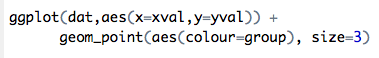 ggplot(dat,aes(x=xval,y=yval)) +
geom_point(aes(colour=group), size=3)